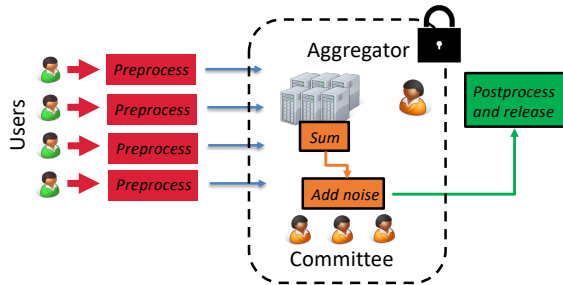 Users
Preprocess
Preprocess
Preprocess
Preprocess
Aggregator
Sum
Add noise
Committee
Postprocess
and release